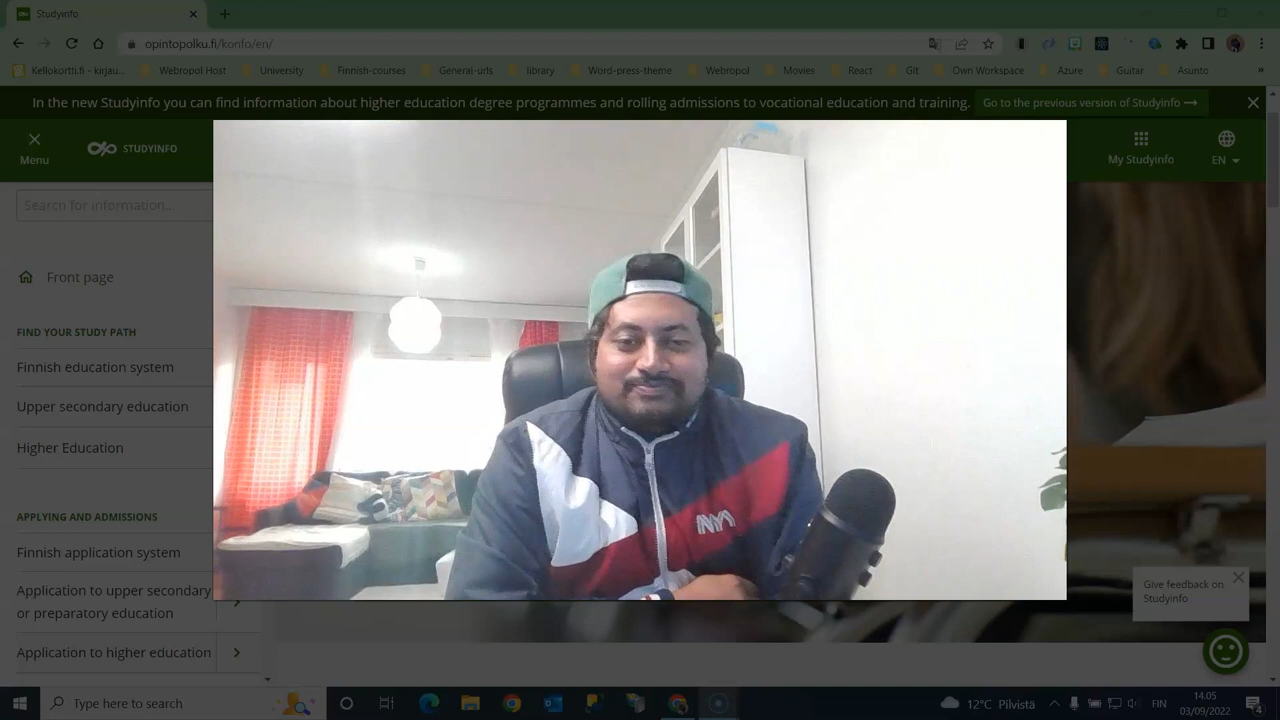 Studyinfo
opintopolku.fi/konfo/en/
Kellokortti.fi - kirjau...
Webropol Host
University
Finnish-courses
General-urls
library
Word-press-theme
Webropol
Movies
React
Git
Own Workspace
Azure
Guitar
Asunto
»
In the new Studyinfo you can find information about higher education degree programmes and rolling admissions to vocational education and training.
Go to the previous version of Studyinfo →
Menu
STUDYINFO
My Studyinfo
EN
Search for information...
Front page
FIND YOUR STUDY PATH
Finnish education system
Upper secondary education
Higher Education
APPLYING AND ADMISSIONS
Finnish application system
Application to upper secondary
or preparatory education
Application to higher education
Give feedback on
Studyinfo
Type here to search
12°C Pilvistä
FIN
14.05
03/09/2022
4